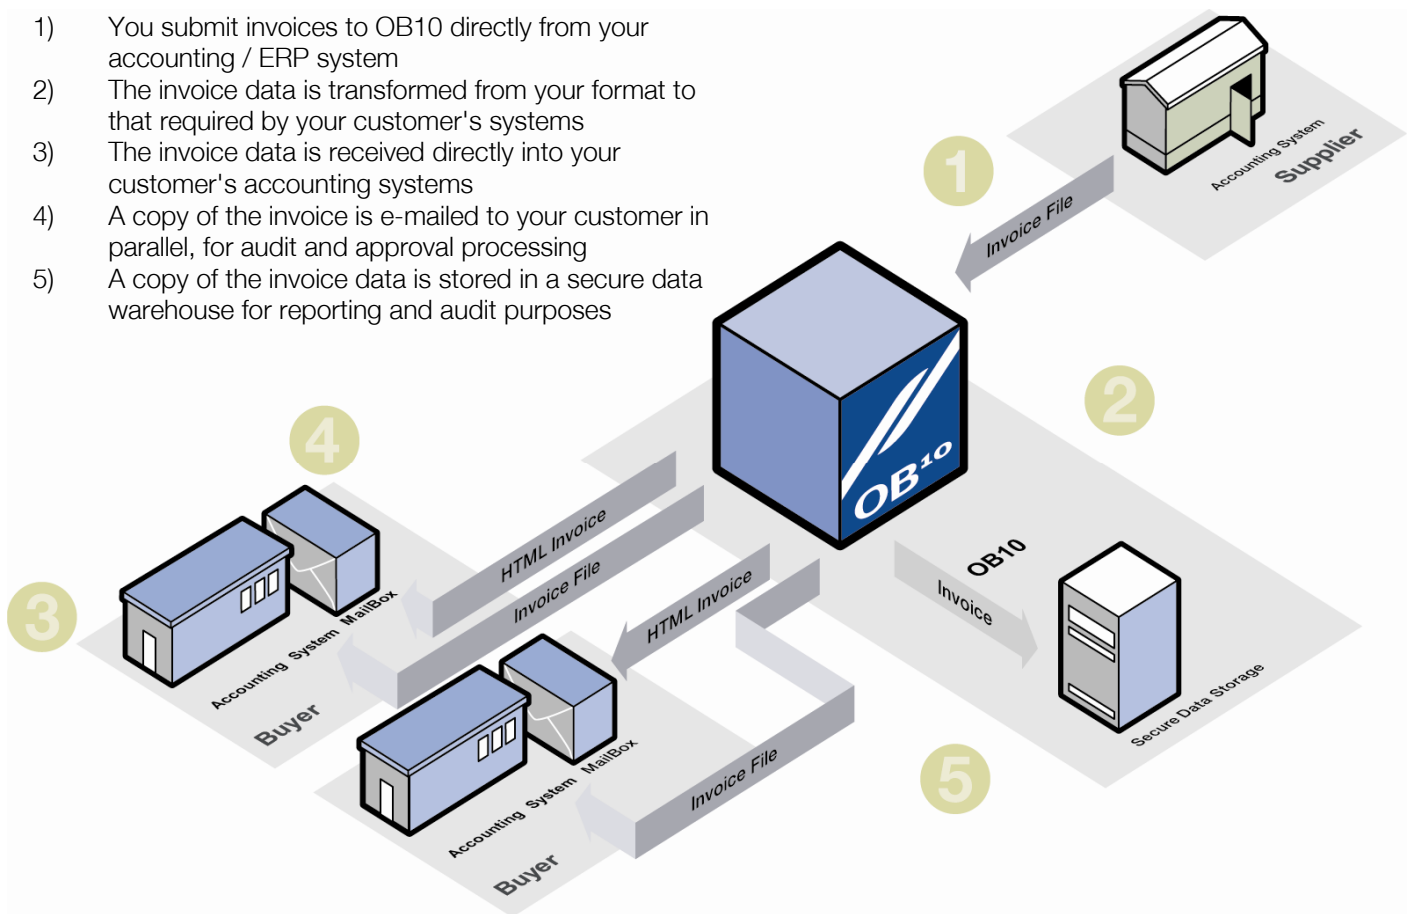 1) You submit invoices to OB10 directly from your
accounting / ERP system
2) The invoice data is transformed from your format to
that required by your customer's systems
3) The invoice data is received directly into your
customer's accounting systems
4) A copy of the invoice is e-mailed to your customer in
parallel, for audit and approval processing
5) A copy of the invoice data is stored in a secure data
warehouse for reporting and audit purposes
1
Accounting System
Supplier
Invoice File
2
OB10
OB10
Invoice
Secure Data Storage
4
HTML Invoice
Invoice File
HTML Invoice
3
Accounting System MailBox
Buyer
Invoice File
5
Accounting System MailBox
Buyer